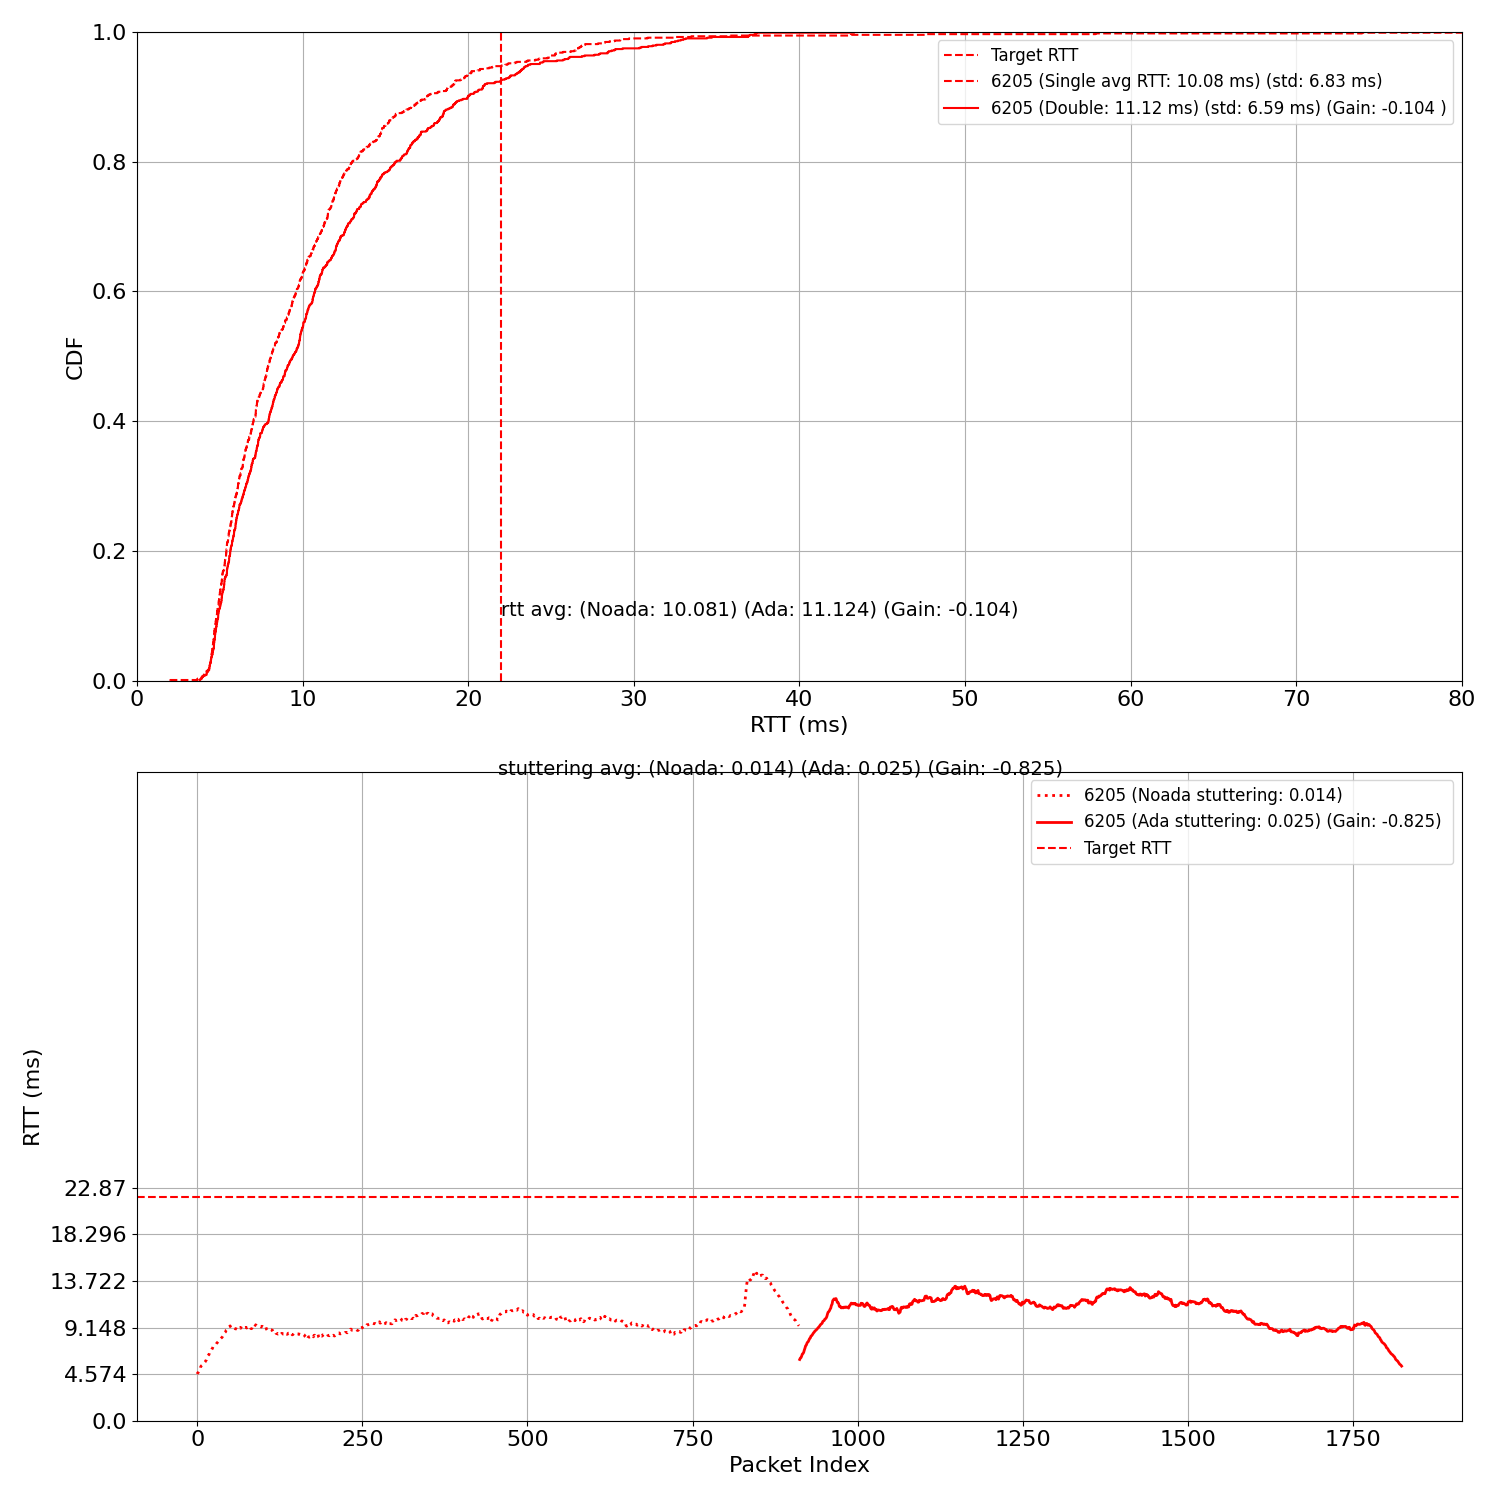 1.0
0.8
0.6
0.4
0.2
0.0
CDF
Target RTT
6205 (Single avg RTT: 10.08 ms) (std: 6.83 ms)
6205 (Double: 11.12 ms) (std: 6.59 ms) (Gain: -0.104 )
rtt avg: (Noada: 10.081) (Ada: 11.124) (Gain: -0.104)
0 10 20 30 40 50 60 70 80
RTT (ms)
stuttering avg: (Noada: 0.014) (Ada: 0.025) (Gain: -0.825)
6205 (Noada stuttering: 0.014)
6205 (Ada stuttering: 0.025) (Gain: -0.825)
Target RTT
RTT (ms)
22.87
18.296
13.722
9.148
4.574
0.0
0 250 500 750 1000 1250 1500 1750
Packet Index